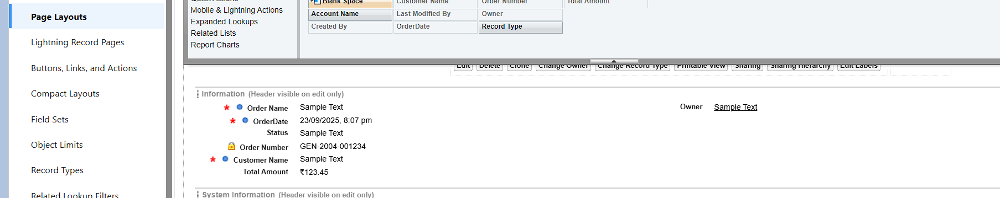 Page Layouts
Lightning Record Pages
Buttons, Links, and Actions
Compact Layouts
Field Sets
Object Limits
Record Types
Related Lookup Filters
Quick Actions
Mobile & Lightning Actions
Expanded Lookups
Related Lists
Report Charts
Blank Space Customer Name Order Number Total Amount
Account Name Last Modified By Owner
Created By OrderDate Record Type
Edit Delete Clone Change Owner Change Record Type Printable View Sharing Sharing Hierarchy Edit Labels
Information (Header visible on edit only)
* Order Name Sample Text Owner Sample Text
* OrderDate 23/09/2025, 8:07 pm
Status Sample Text
Order Number GEN-2004-001234
* Customer Name Sample Text
Total Amount ₹123.45
System Information (Header visible on edit only)